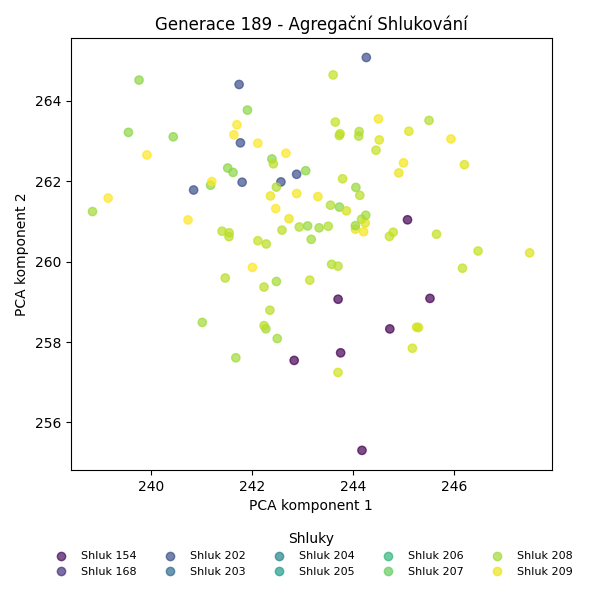 Generace 189 - Agregační Shlukování
PCA komponent 2
264
262
260
258
256
240 242 244 246
PCA komponent 1
Shluky
Shluk 154 Shluk 202 Shluk 204 Shluk 206 Shluk 208
Shluk 168 Shluk 203 Shluk 205 Shluk 207 Shluk 209